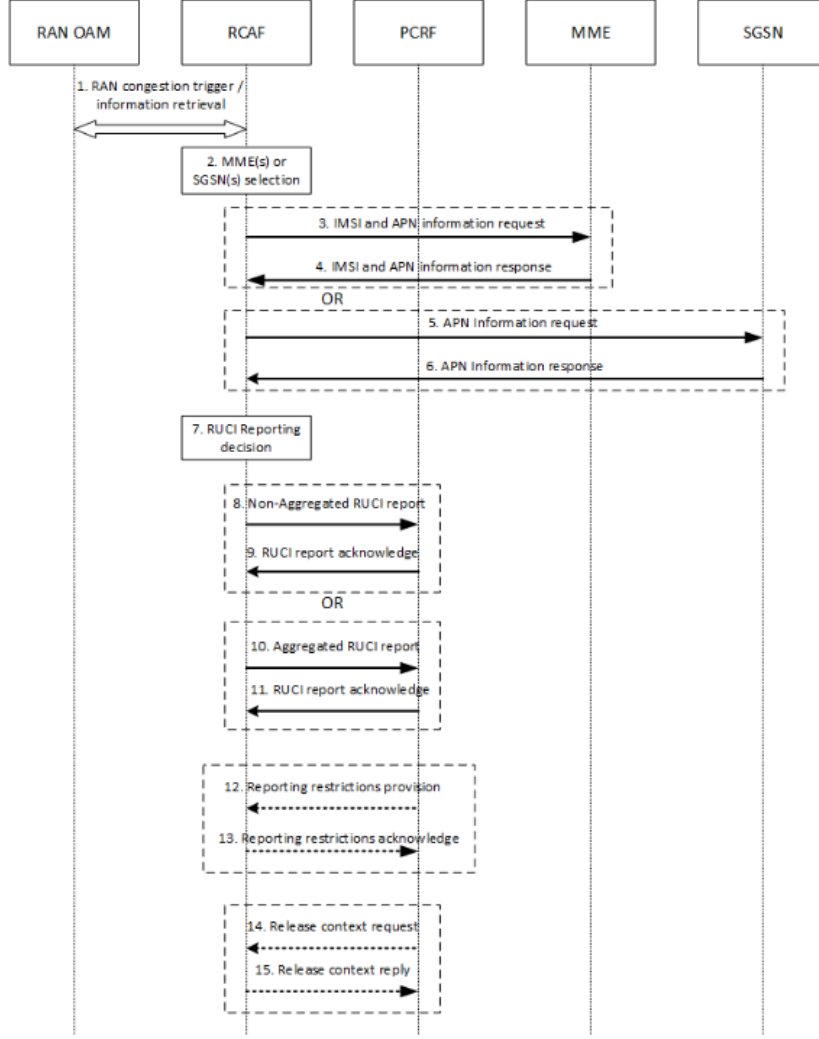 RAN OAM
RCAF
PCRF
MME
SGSN
1. RAN congestion trigger /
information retrieval
2. MME(s) or
SGSN(s) selection
3. IMSI and APN information request
4. IMSI and APN information response
OR
5. APN Information request
6. APN Information response
7. RUCI Reporting
decision
8. Non-Aggregated RUCI report
9. RUCI report acknowledge
OR
10. Aggregated RUCI report
11. RUCI report acknowledge
12. Reporting restrictions provision
13. Reporting restrictions acknowledge
14. Release context request
15. Release context reply